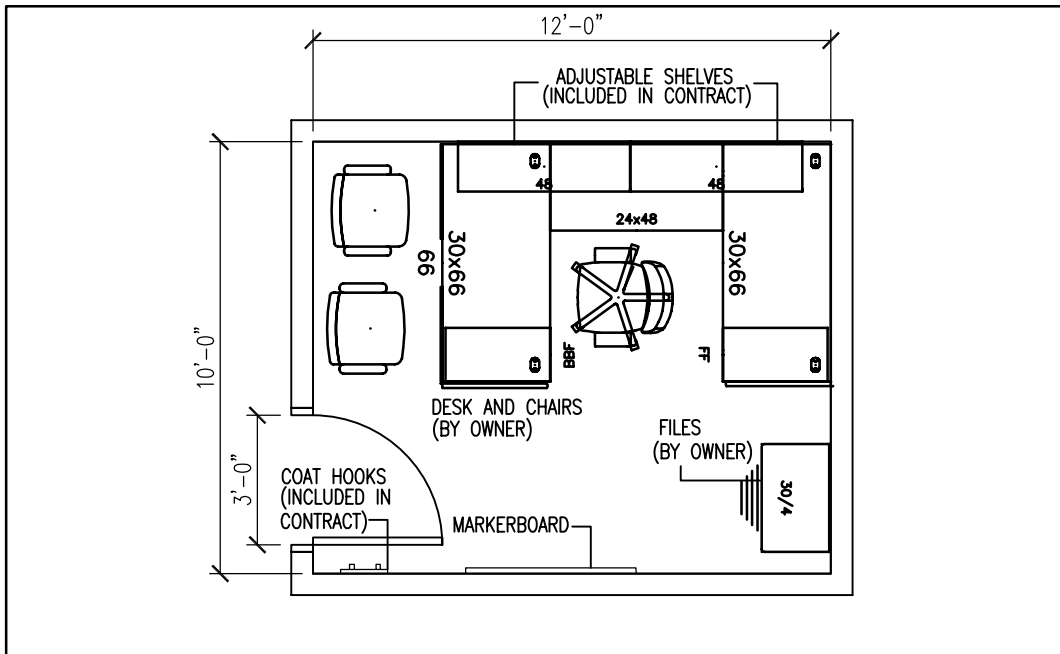 12'-0"
ADJUSTABLE SHELVES
(INCLUDED IN CONTRACT)
48
48
24x48
30x66
66
30x66
10'-0"
BBF
FF
DESK AND CHAIRS
(BY OWNER)
FILES
(BY OWNER)
3'-0"
COAT HOOKS
(INCLUDED IN
CONTRACT)
30/4
MARKERBOARD